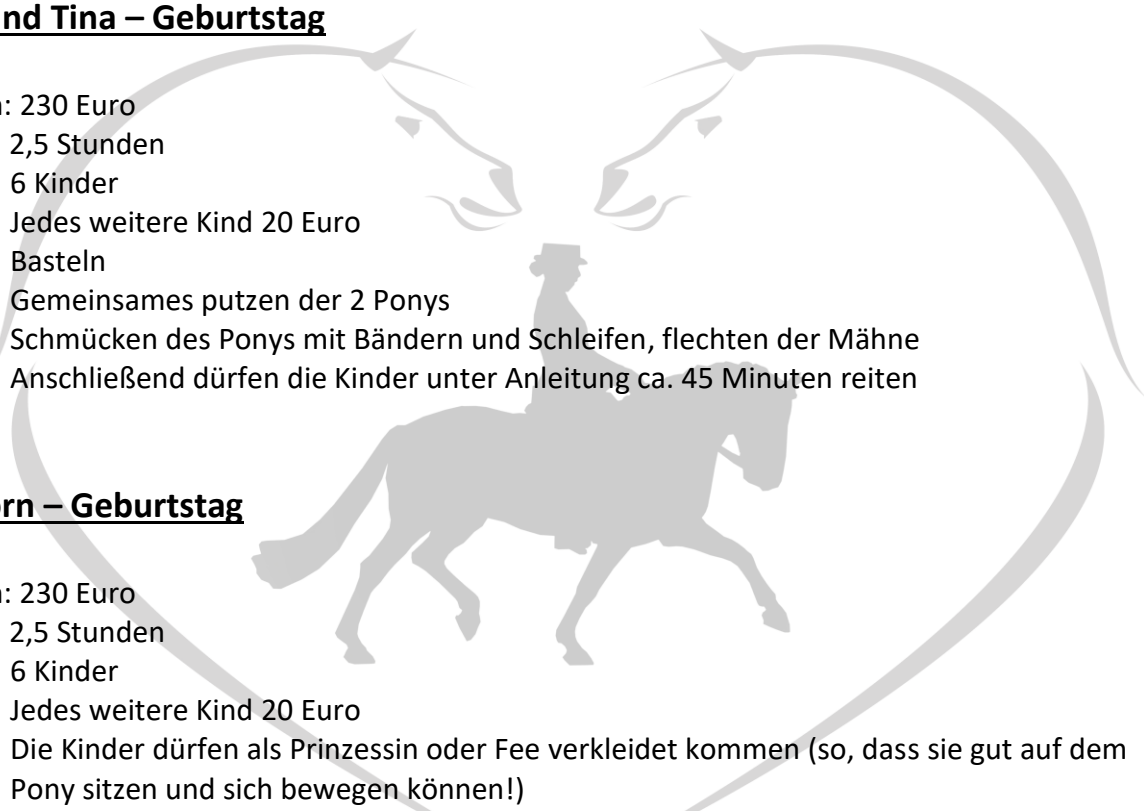 nd Tina – Geburtstag
: 230 Euro
2,5 Stunden
6 Kinder
Jedes weitere Kind 20 Euro
Basteln
Gemeinsames putzen der 2 Ponys
Schmücken des Ponys mit Bändern und Schleifen, flechten der Mähne
Anschließend dürfen die Kinder unter Anleitung ca. 45 Minuten reiten
rn – Geburtstag
: 230 Euro
2,5 Stunden
6 Kinder
Jedes weitere Kind 20 Euro
Die Kinder dürfen als Prinzessin oder Fee verkleidet kommen (so, dass sie gut auf dem
Pony sitzen und sich bewegen können!)